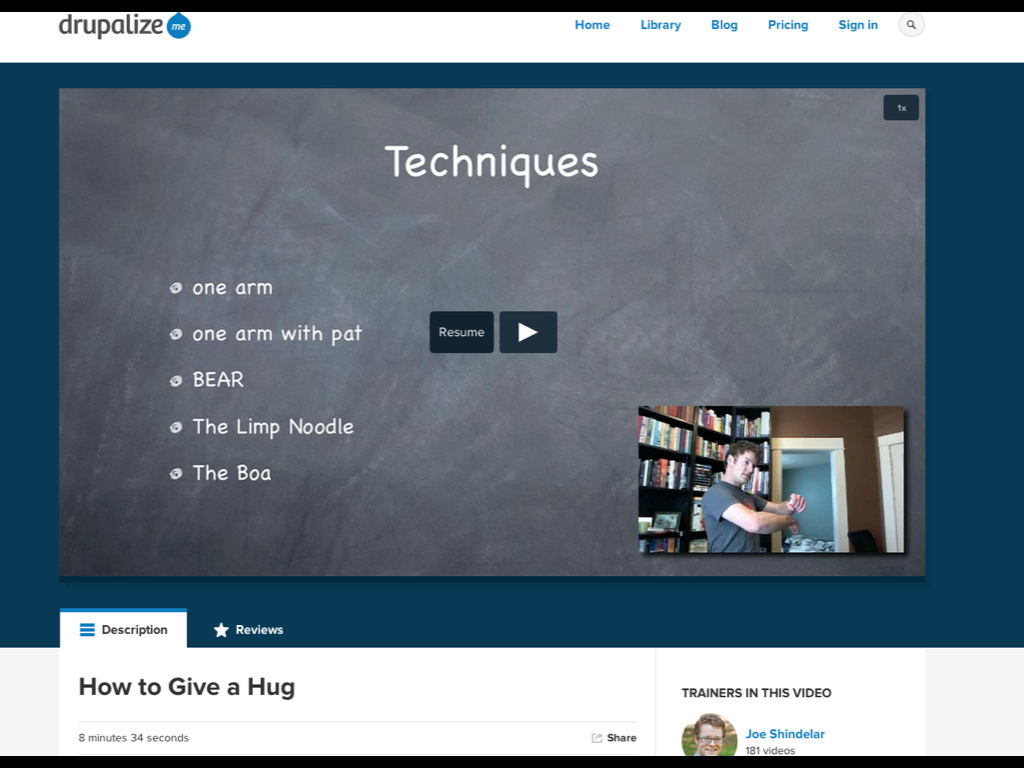 drupalize me
Home Library Blog Pricing Sign in
1x
Techniques
one arm
one arm with pat
BEAR
The Limp Noodle
The Boa
Resume
Description Reviews
How to Give a Hug
8 minutes 34 seconds
Share
TRAINERS IN THIS VIDEO
Joe Shindelar
181 videos